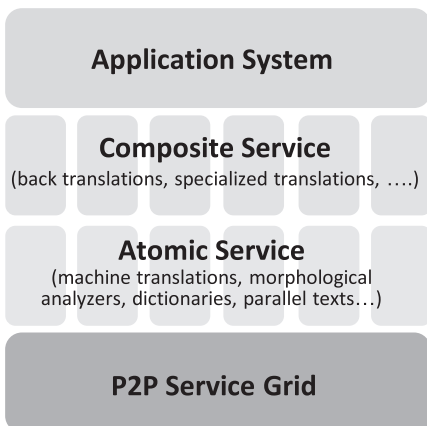 Application System
Composite Service
(back translations, specialized translations, ….)
Atomic Service
(machine translations, morphological
analyzers, dictionaries, parallel texts…)
P2P Service Grid